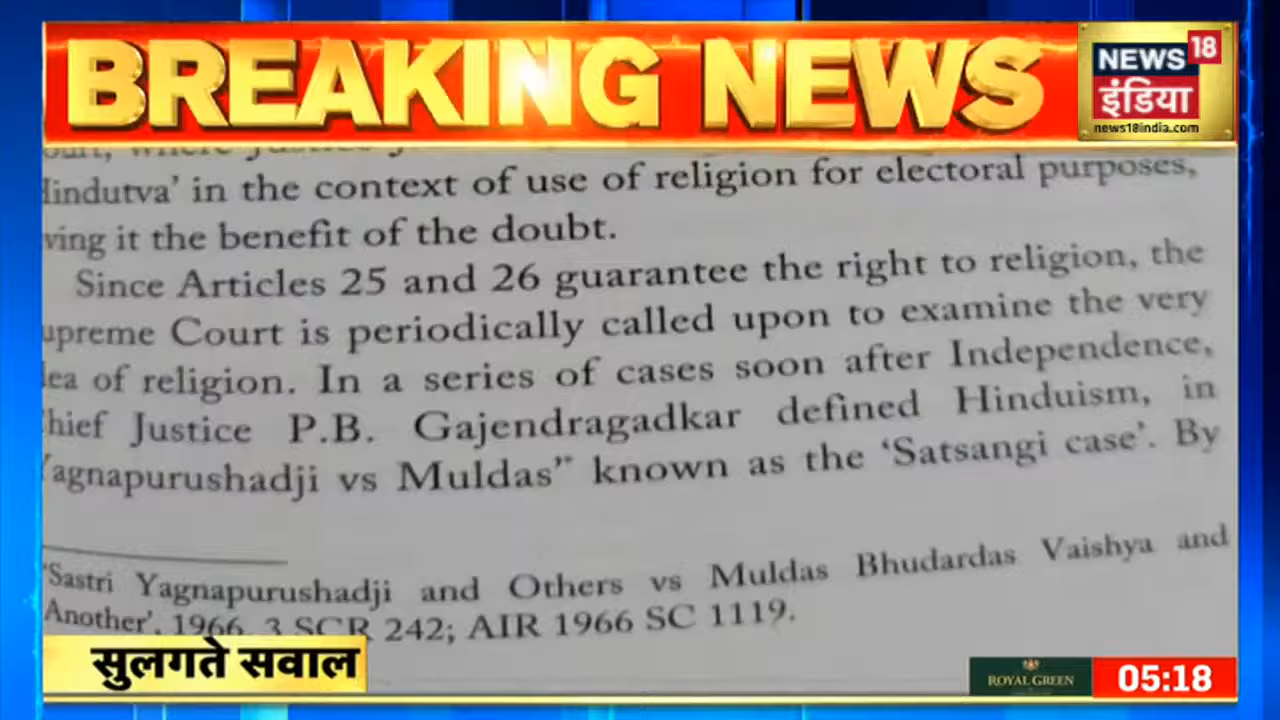 BREAKING NEWS
NEWS 18
इंडिया
news18india.com
Hindutva' in the context of use of religion for electoral purposes,
ving it the benefit of the doubt.
Since Articles 25 and 26 guarantee the right to religion, the
upreme Court is periodically called upon to examine the very
dea of religion. In a series of cases soon after Independence,
hief Justice P.B. Gajendragadkar defined Hinduism, in
Yagnapurushadji vs Muldas" known as the 'Satsangi case'. By
'Sastri Yagnapurushadji and Others vs Muldas Bhudardas Vaishya and
Another', 1966, 3 SCR 242; AIR 1966 SC 1119.
सुलगते सवाल
ROYAL GREEN
05:18